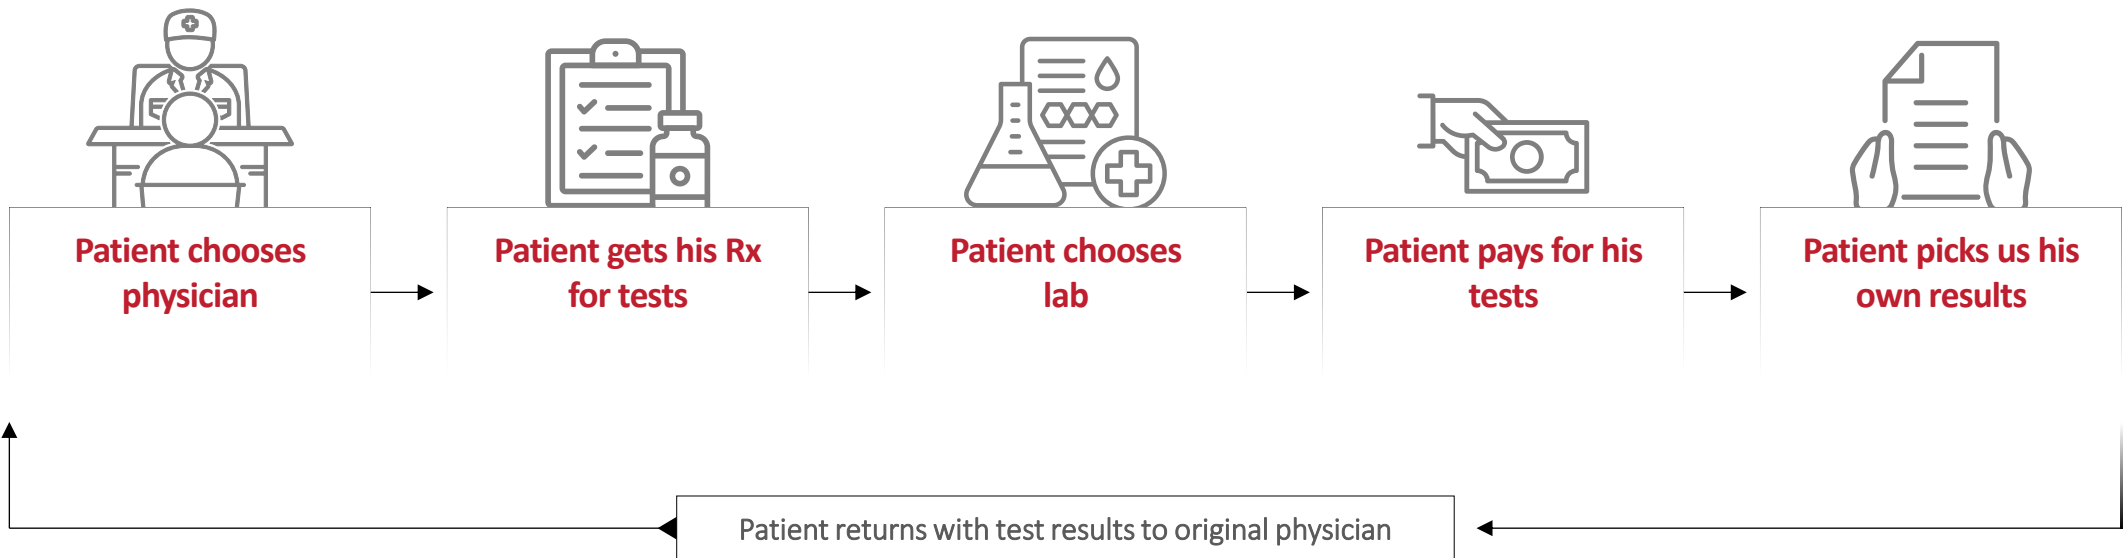 Patient chooses
physician
Patient gets his Rx
for tests
Patient chooses
lab
Patient pays for his
tests
Patient picks us his
own results
Patient returns with test results to original physician